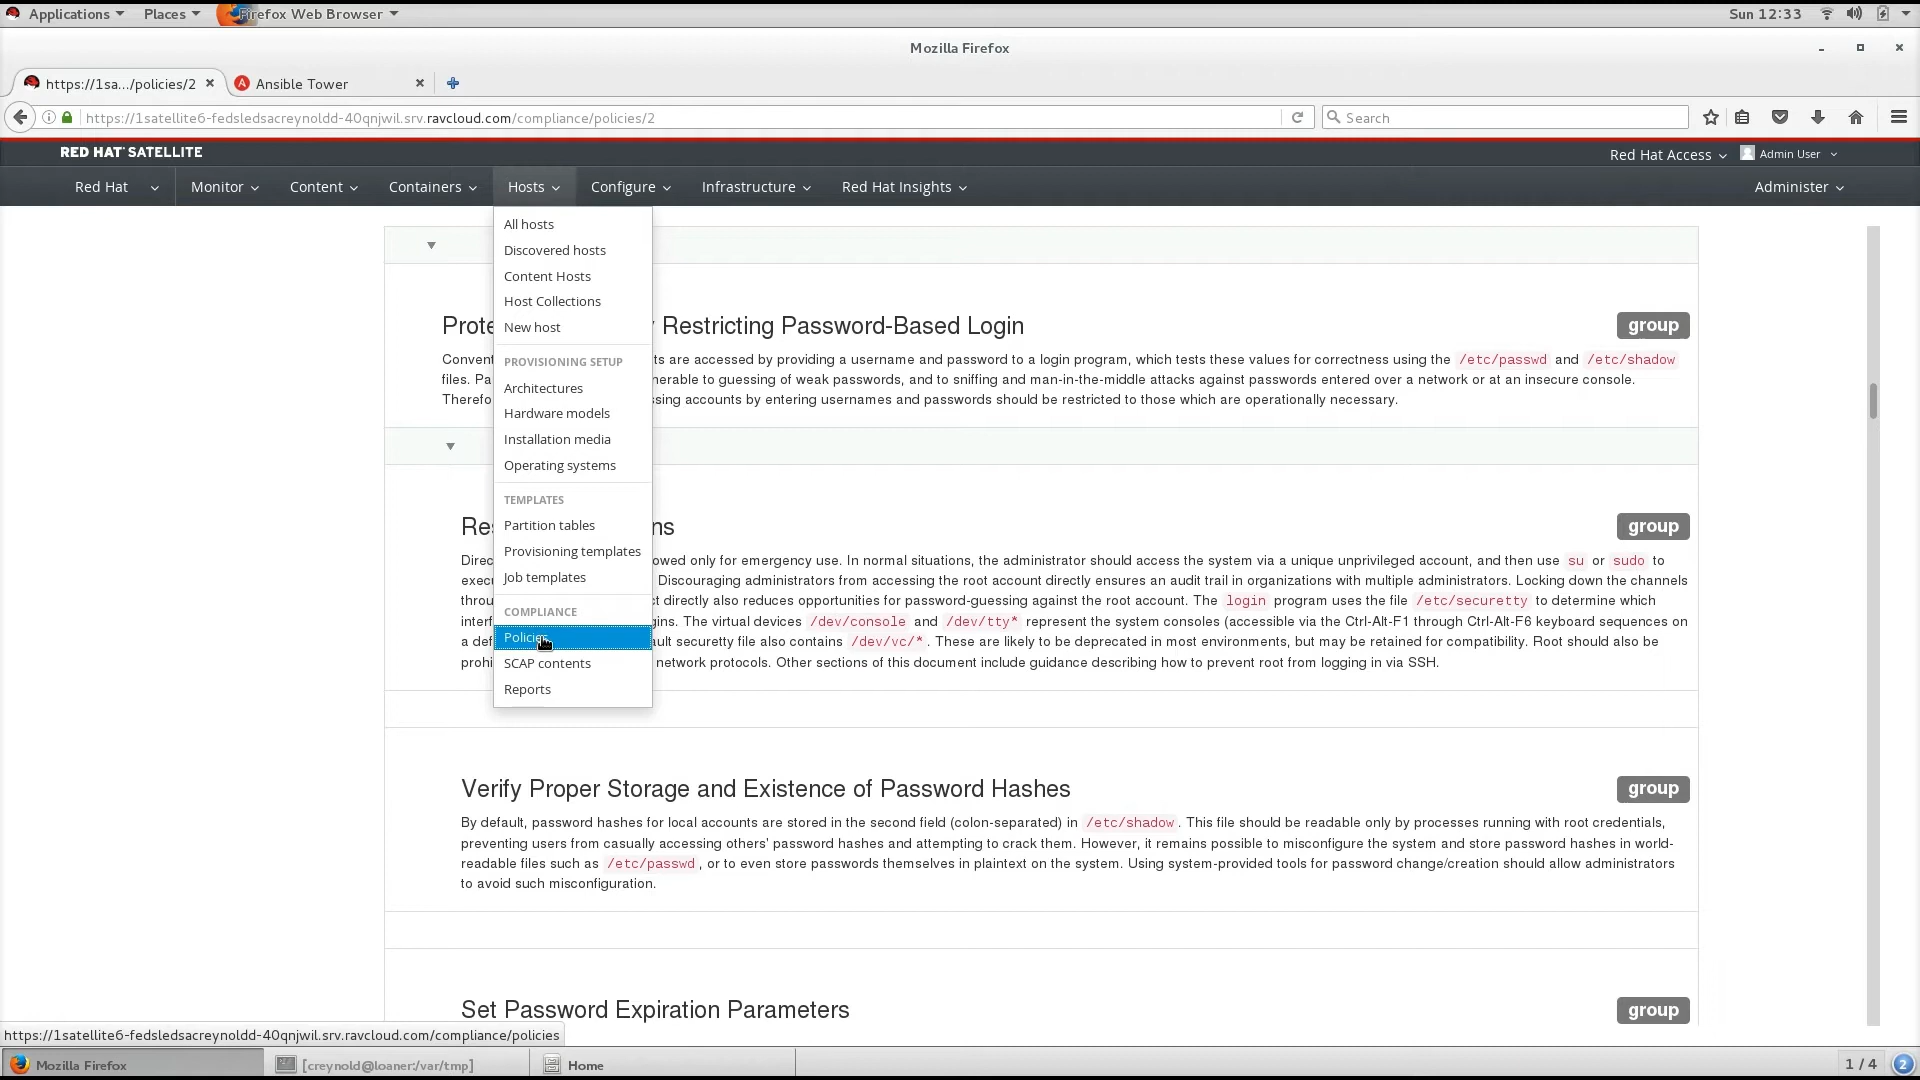 Applications Places Firefox Web Browser Sun 12:33
Mozilla Firefox
https://1sa.../policies/2 Ansible Tower
https://1satellite6-fedsledsacreynoldd-40qnjwil.srv.ravcloud.com/compliance/policies/2 Search
RED HAT SATELLITE Red Hat Access Admin User
Red Hat Monitor Content Containers Hosts Configure Infrastructure Red Hat Insights Administer
All hosts
Discovered hosts
Content Hosts
Host Collections
New host
PROVISIONING SETUP
Architectures
Hardware models
Installation media
Operating systems
TEMPLATES
Partition tables
Provisioning templates
Job templates
COMPLIANCE
Policies
SCAP contents
Reports
Restricting Password-Based Login group
are accessed by providing a username and password to a login program, which tests these values for correctness using the /etc/passwd and /etc/shadow
files. to guessing of weak passwords, and to sniffing and man-in-the-middle attacks against passwords entered over a network or at an insecure console.
accounts by entering usernames and passwords should be restricted to those which are operationally necessary.
group
only for emergency use. In normal situations, the administrator should access the system via a unique unprivileged account, and then use su or sudo to
Discouraging administrators from accessing the root account directly ensures an audit trail in organizations with multiple administrators. Locking down the channels
directly also reduces opportunities for password-guessing against the root account. The login program uses the file /etc/securetty to determine which
The virtual devices /dev/console and /dev/tty* represent the system consoles (accessible via the Ctrl-Alt-F1 through Ctrl-Alt-F6 keyboard sequences on
a securetty file also contains /dev/vc/*. These are likely to be deprecated in most environments, but may be retained for compatibility. Root should also be
network protocols. Other sections of this document include guidance describing how to prevent root from logging in via SSH.
Verify Proper Storage and Existence of Password Hashes group
By default, password hashes for local accounts are stored in the second field (colon-separated) in /etc/shadow. This file should be readable only by processes running with root credentials,
preventing users from casually accessing others' password hashes and attempting to crack them. However, it remains possible to misconfigure the system and store password hashes in world-
readable files such as /etc/passwd, or to even store passwords themselves in plaintext on the system. Using system-provided tools for password change/creation should allow administrators
to avoid such misconfiguration.
Set Password Expiration Parameters group
https://1satellite6-fedsledsacreynoldd-40qnjwil.srv.ravcloud.com/compliance/policies
Mozilla Firefox [creynold@loaner:/var/tmp] Home 1 / 4 2